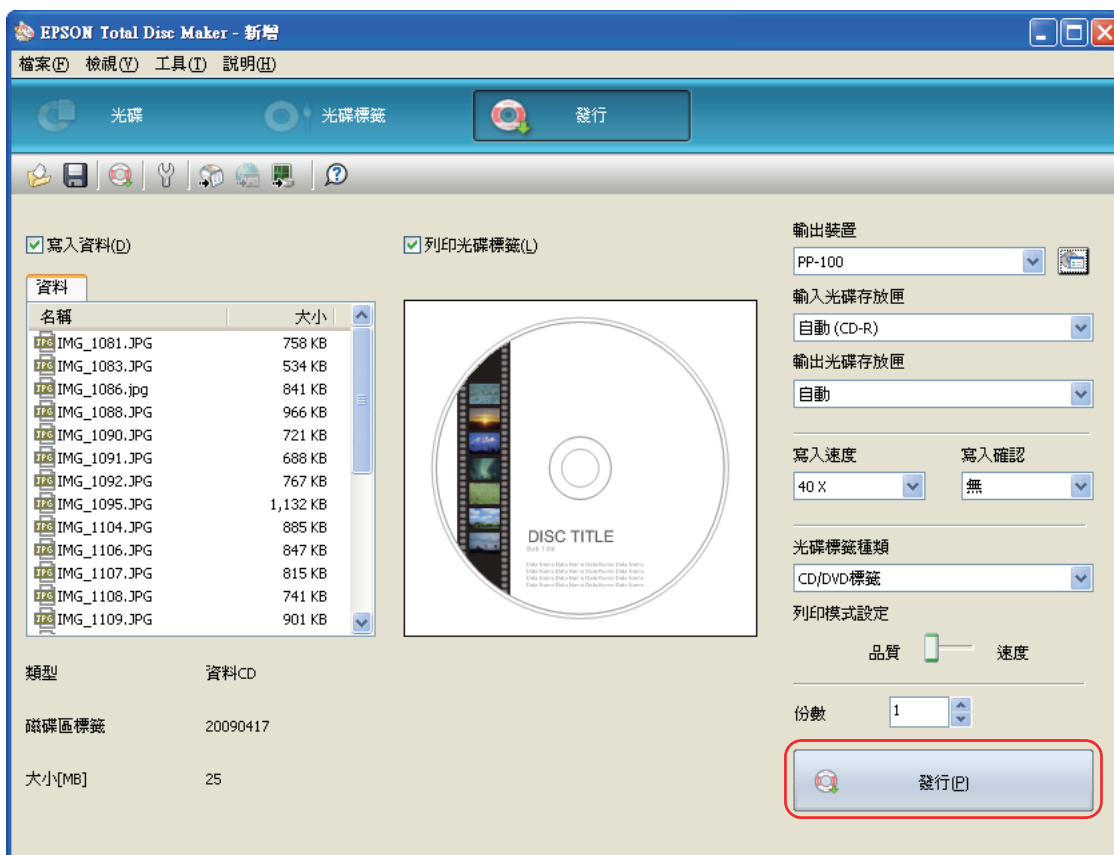 EPSON Total Disc Maker - 新增
檔案(F) 檢視(V) 工具(T) 說明(H)
光碟 光碟標籤 發行
寫入資料(D)
資料
名稱 大小
IMG_1081.JPG 758 KB
IMG_1083.JPG 534 KB
IMG_1086.jpg 841 KB
IMG_1088.JPG 966 KB
IMG_1090.JPG 721 KB
IMG_1091.JPG 688 KB
IMG_1092.JPG 767 KB
IMG_1095.JPG 1,132 KB
IMG_1104.JPG 885 KB
IMG_1106.JPG 847 KB
IMG_1107.JPG 815 KB
IMG_1108.JPG 741 KB
IMG_1109.JPG 901 KB
類型 資料CD
磁碟區標籤 20090417
大小[MB] 25
列印光碟標籤(L)
DISC TITLE
Sub Title
輸出裝置
PP-100
輸入光碟存放匣
自動 (CD-R)
輸出光碟存放匣
自動
寫入速度 寫入確認
40 X 無
光碟標籤種類
CD/DVD標籤
列印模式設定
品質 速度
份數 1
發行(P)